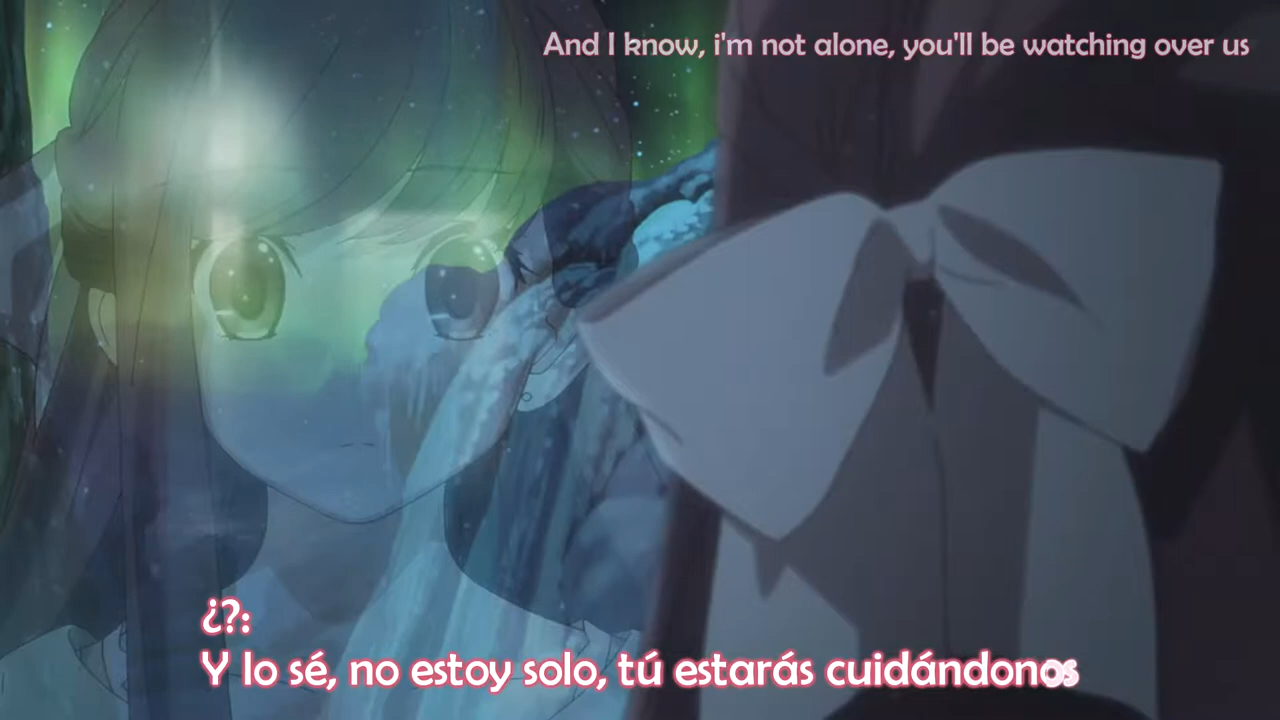 And I know, i'm not alone, you'll be watching over us
¿?:
Y lo sé, no estoy solo, tú estarás cuidándonos